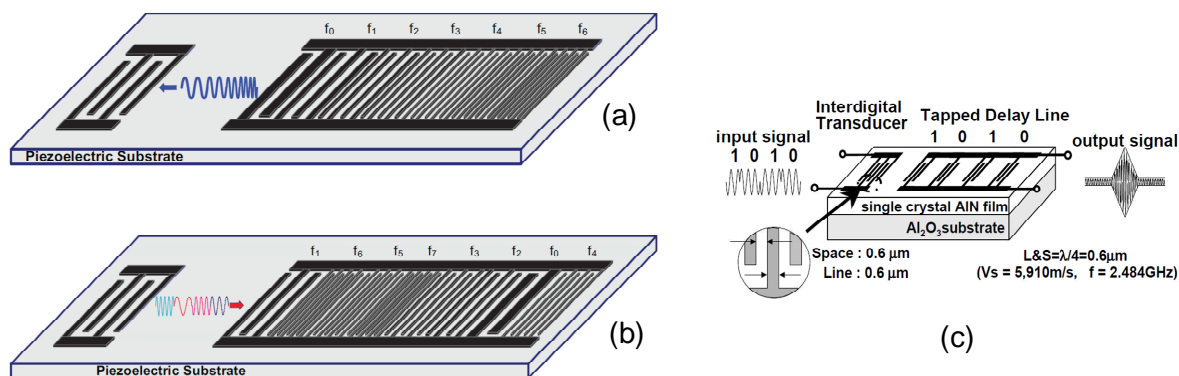 f₀ f₁ f₂ f₃ f₄ f₅ f₆
Piezoelectric Substrate
(a)
f₁ f₆ f₅ f₇ f₃ f₂ f₀ f₄
Piezoelectric Substrate
(b)
Interdigital
Transducer
Tapped Delay Line
1 0 1 0
input signal
1 0 1 0
output signal
single crystal AlN film
Al₂O₃substrate
Space : 0.6 μm
Line : 0.6 μm
L&S=λ/4=0.6μm
(Vs = 5,910m/s, f = 2.484GHz)
(c)